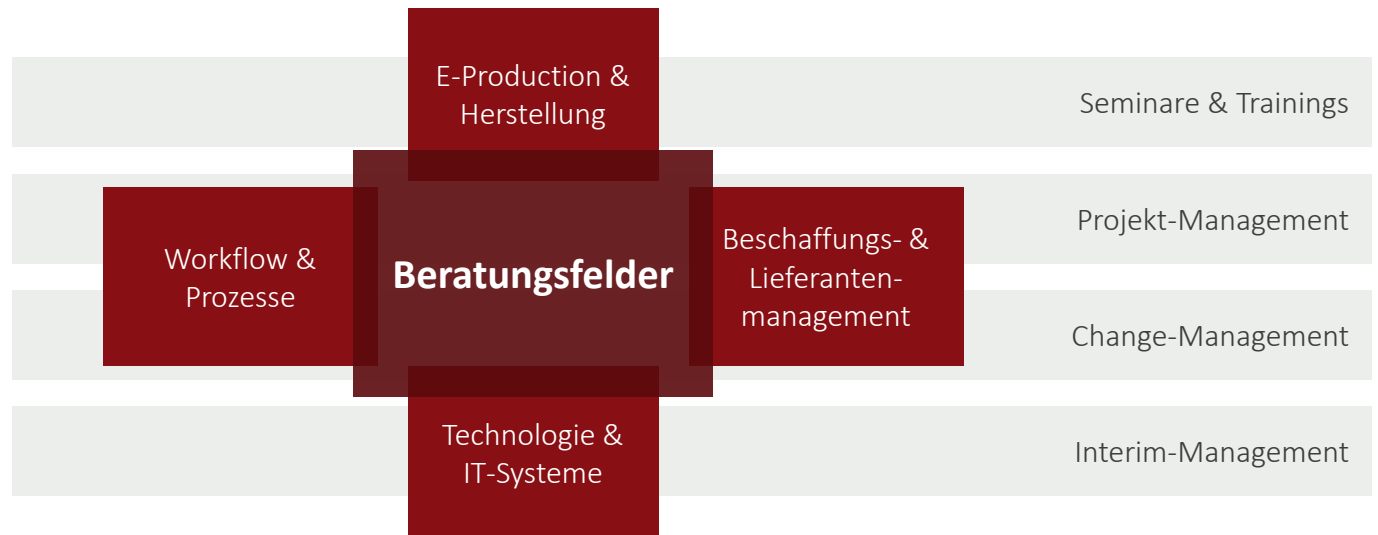 E-Production &
Herstellung
Seminare & Trainings
Workflow &
Prozesse
Beratungsfelder
Beschaffungs- &
Lieferanten-
management
Projekt-Management
Change-Management
Technologie &
IT-Systeme
Interim-Management